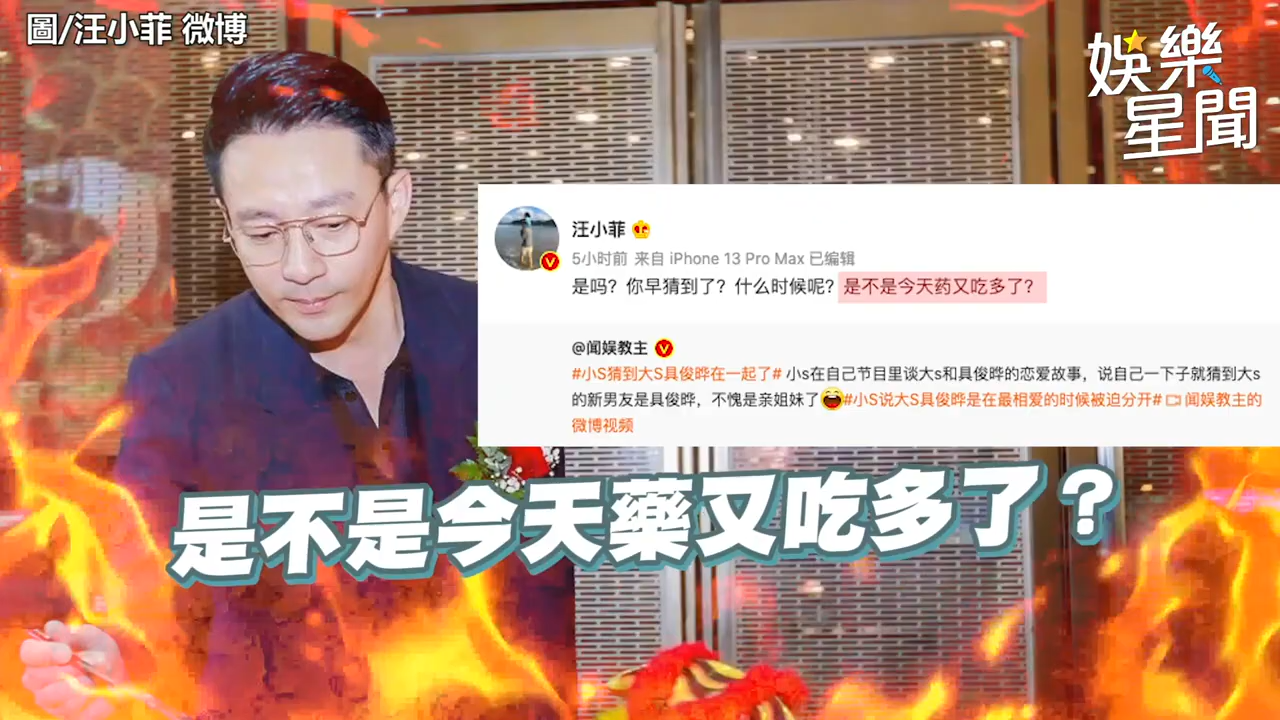 圖/汪小菲 微博
娛樂
星聞
汪小菲
5小时前 来自 iPhone 13 Pro Max 已编辑
是吗？你早猜到了？什么时候呢？是不是今天药又吃多了？
@闻娱教主
#小S猜到大S具俊晔在一起了# 小s在自己节目里谈大s和具俊晔的恋爱故事，说自己一下子就猜到大s
的新男友是具俊晔，不愧是亲姐妹了#小S说大S具俊晔是在最相爱的时候被迫分开# 闻娱教主的
微博视频
是不是今天藥又吃多了？